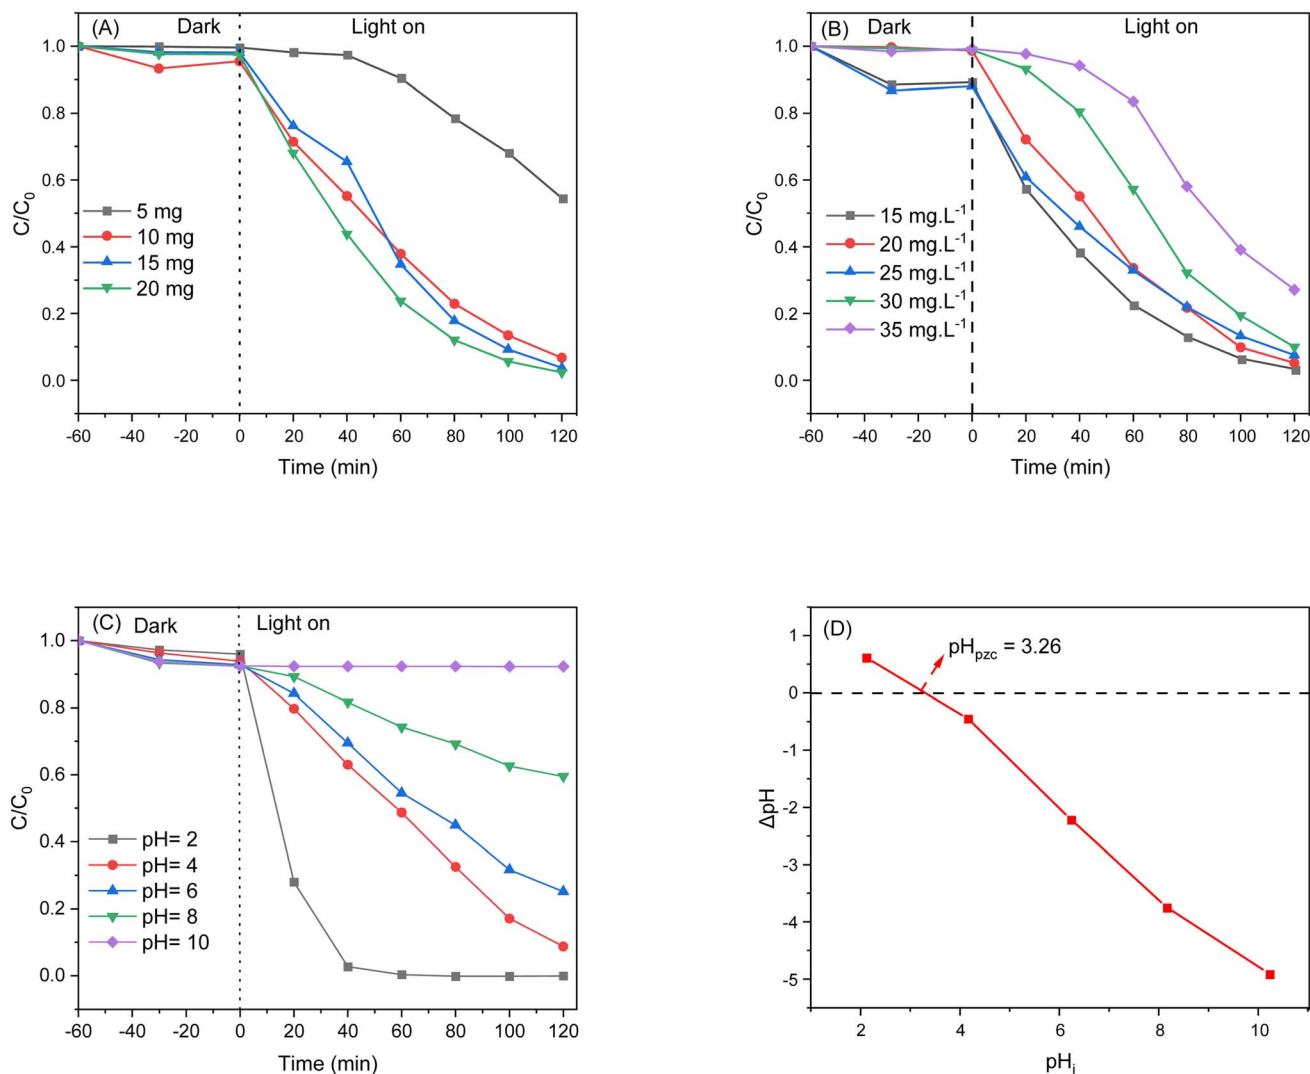 (A)
Dark
Light on
1.0
0.8
0.6
0.4
0.2
0.0
C/C0
5 mg
10 mg
15 mg
20 mg
-60 -40 -20 0 20 40 60 80 100 120
Time (min)
(B)
Dark
Light on
1.0
0.8
0.6
0.4
0.2
0.0
C/C0
15 mg.L-1
20 mg.L-1
25 mg.L-1
30 mg.L-1
35 mg.L-1
-60 -40 -20 0 20 40 60 80 100 120
Time (min)
(C)
Dark
Light on
1.0
0.8
0.6
0.4
0.2
0.0
C/C0
pH= 2
pH= 4
pH= 6
pH= 8
pH= 10
-60 -40 -20 0 20 40 60 80 100 120
Time (min)
(D)
pHpzc = 3.26
1
0
-1
-2
-3
-4
-5
ΔpH
2 4 6 8 10
pHi